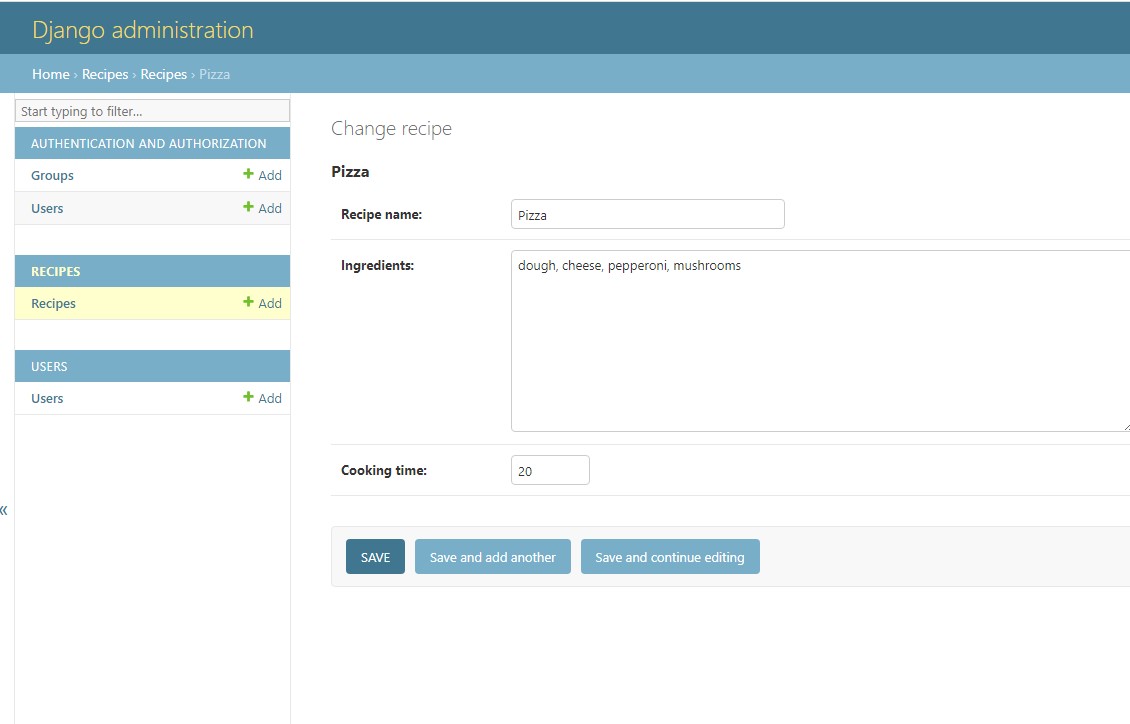 Django administration
Home › Recipes › Recipes › Pizza
Start typing to filter...
AUTHENTICATION AND AUTHORIZATION
Groups + Add
Users + Add
RECIPES
Recipes + Add
USERS
Users + Add
«
Change recipe
Pizza
Recipe name: Pizza
Ingredients: dough, cheese, pepperoni, mushrooms
Cooking time: 20
SAVE Save and add another Save and continue editing